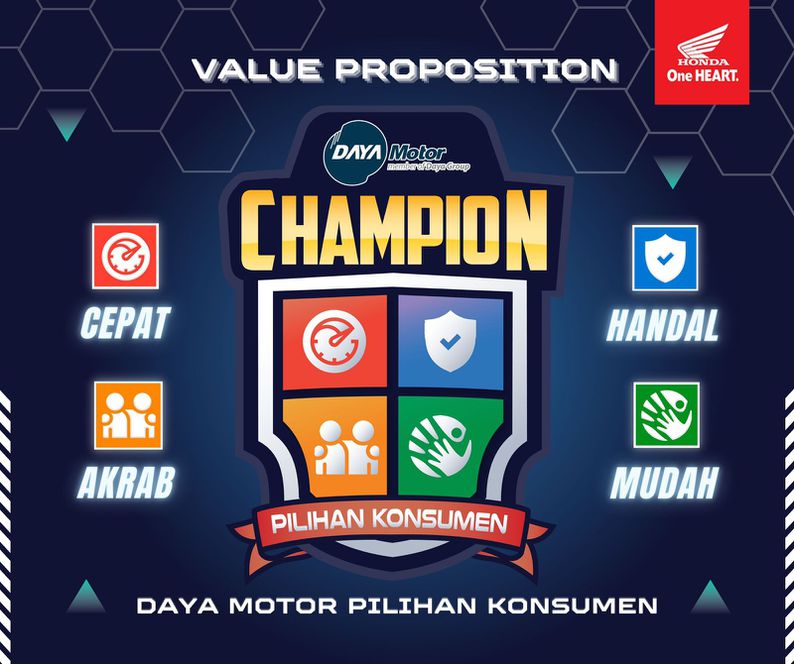 VALUE PROPOSITION
HONDA
One HEART.
DAYA Motor
member of Daya Group
CHAMPION
CEPAT
HANDAL
AKRAB
MUDAH
PILIHAN KONSUMEN
DAYA MOTOR PILIHAN KONSUMEN